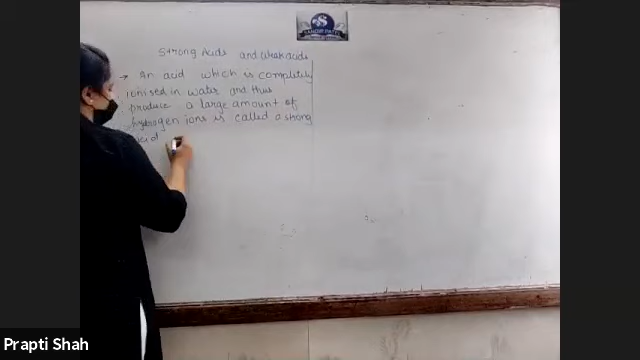 Strong Acids and Weak acids
→ An acid which is completely
ionised in water and thus
produce a large amount of
hydrogen ions is called a strong
acid
Prapti Shah